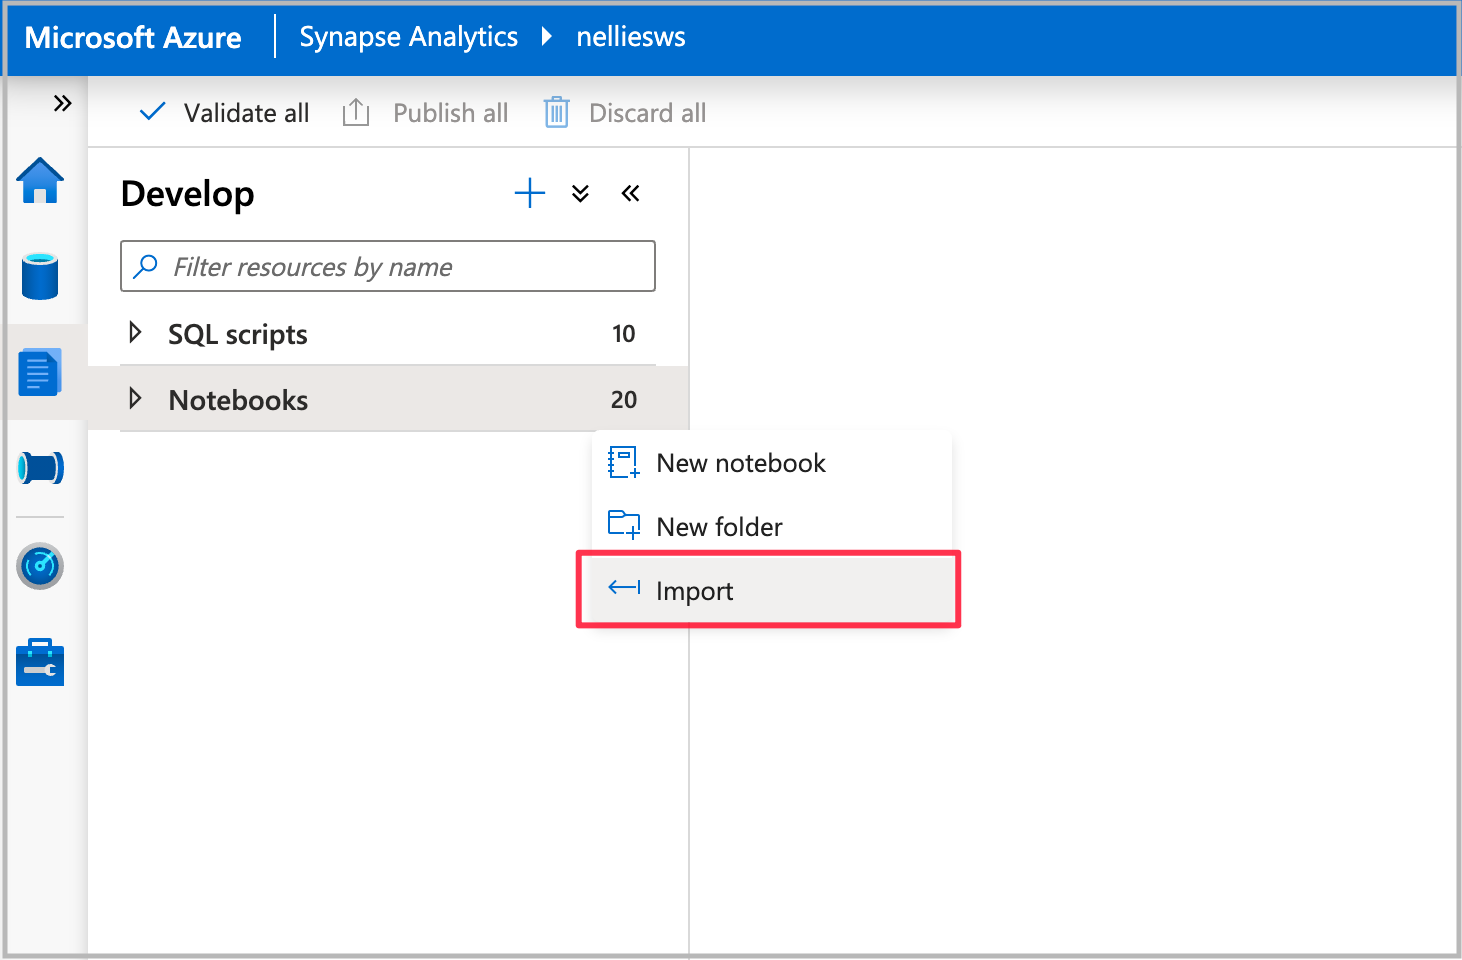 Microsoft Azure Synapse Analytics nelliesws
Validate all Publish all Discard all
Develop
Filter resources by name
SQL scripts 10
Notebooks 20
New notebook
New folder
Import